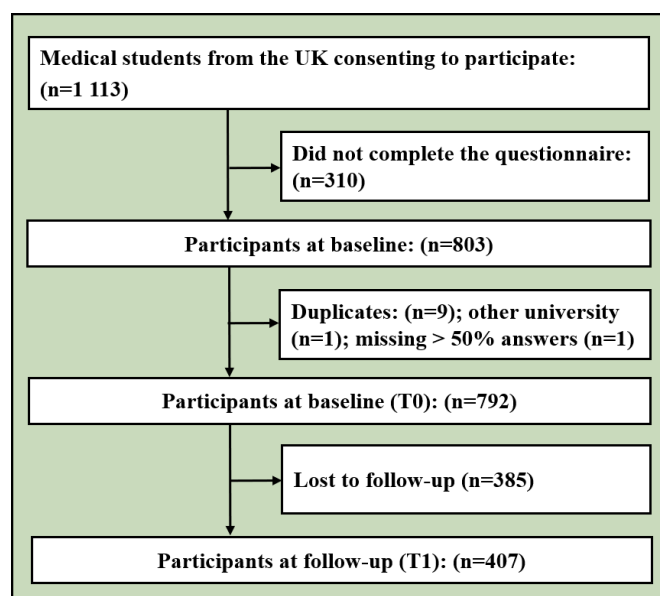 Medical students from the UK consenting to participate:
(n=1 113)
Did not complete the questionnaire:
(n=310)
Participants at baseline: (n=803)
Duplicates: (n=9); other university
(n=1); missing > 50% answers (n=1)
Participants at baseline (T0): (n=792)
Lost to follow-up (n=385)
Participants at follow-up (T1): (n=407)